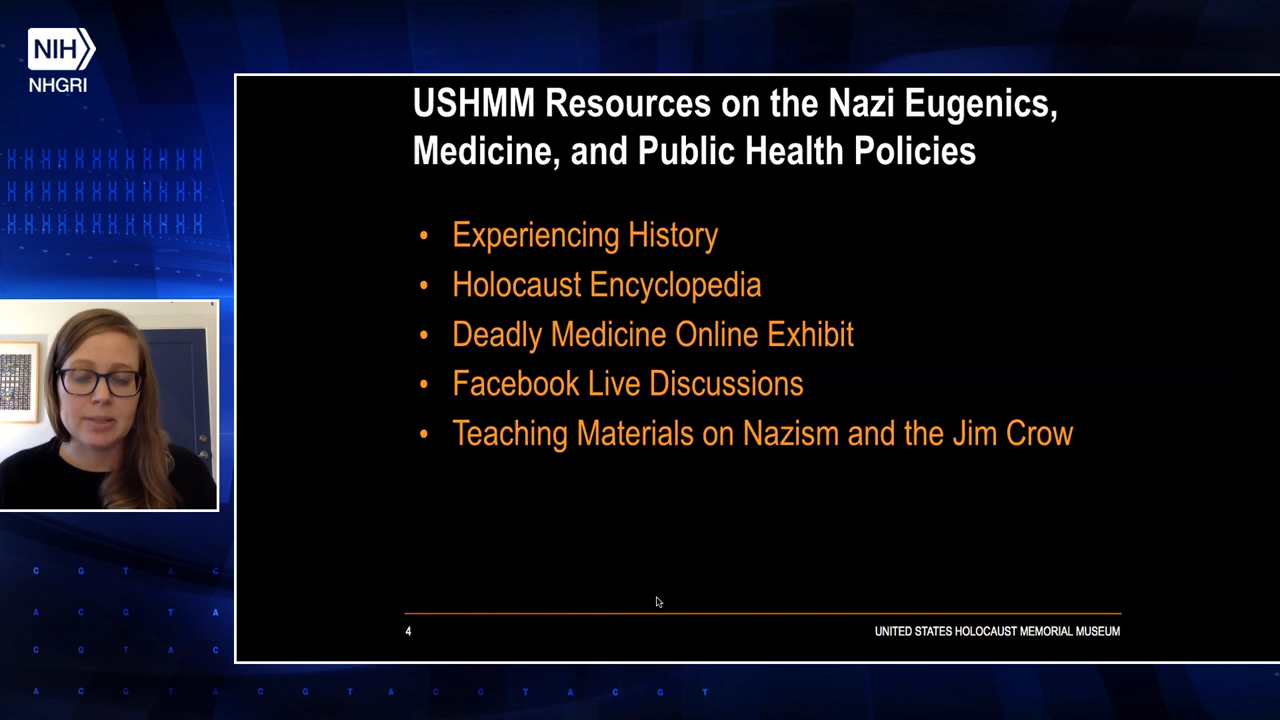 NIH
NHGRI
USHMM Resources on the Nazi Eugenics,
Medicine, and Public Health Policies
• Experiencing History
• Holocaust Encyclopedia
• Deadly Medicine Online Exhibit
• Facebook Live Discussions
• Teaching Materials on Nazism and the Jim Crow
4
UNITED STATES HOLOCAUST MEMORIAL MUSEUM
C G T A C
A C G T A
C G T A C
A C G T A C G T A C G T A C G T